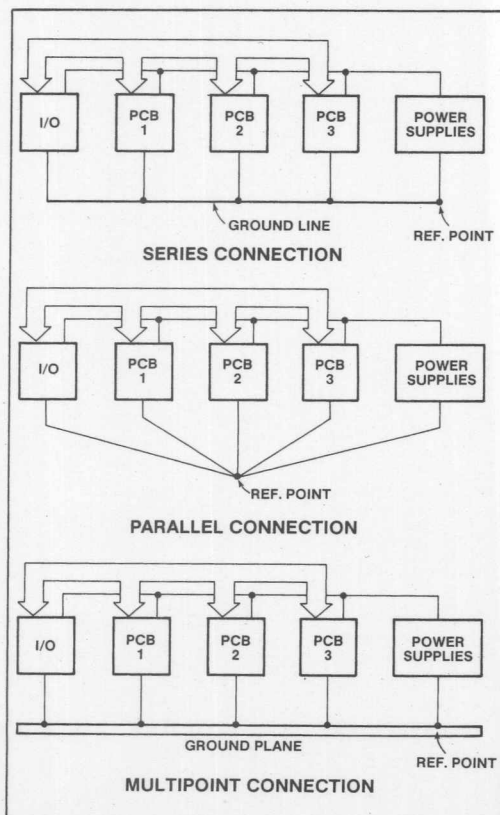 I/O
PCB
1
PCB
2
PCB
3
POWER
SUPPLIES
GROUND LINE
REF. POINT
SERIES CONNECTION
I/O
PCB
1
PCB
2
PCB
3
POWER
SUPPLIES
REF. POINT
PARALLEL CONNECTION
I/O
PCB
1
PCB
2
PCB
3
POWER
SUPPLIES
GROUND PLANE
REF. POINT
MULTIPOINT CONNECTION